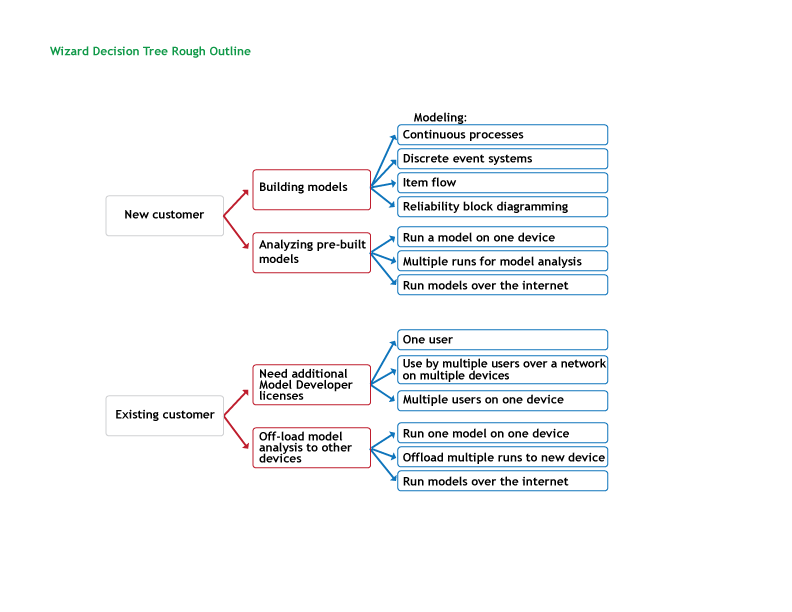 Wizard Decision Tree Rough Outline
Modeling:
Continuous processes
Discrete event systems
Building models
Item flow
New customer
Reliability block diagramming
Analyzing pre-built
models
Run a model on one device
Multiple runs for model analysis
Run models over the internet
One user
Need additional
Model Developer
licenses
Use by multiple users over a network
on multiple devices
Multiple users on one device
Existing customer
Off-load model
analysis to other
devices
Run one model on one device
Offload multiple runs to new device
Run models over the internet